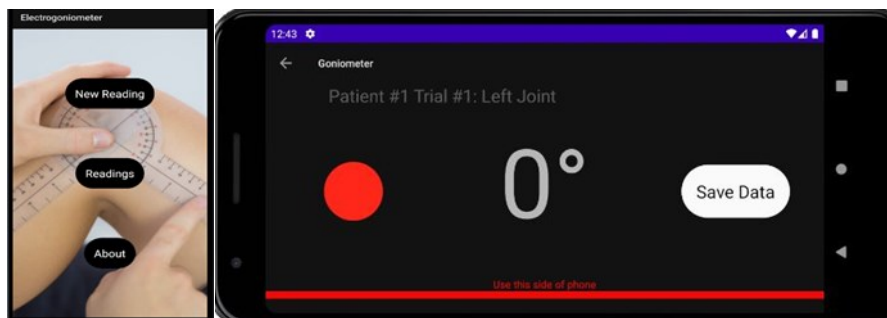 Electrogoniometer
New Reading
Readings
About
12:43
Goniometer
Patient #1 Trial #1: Left Joint
0°
Save Data
Use this side of phone